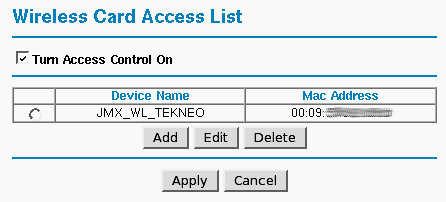 Wireless Card Access List
Turn Access Control On
Device Name Mac Address
JMX_WL_TEKNEO 00:09:
Add Edit Delete
Apply Cancel